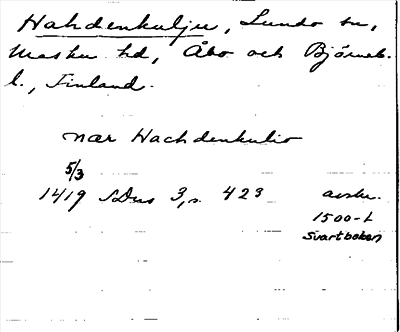 Hahdenkulju, Lundo sn,
Masku hd, Åbo och Björneb.
l., Finland.
nær Hachdenkulio
5/3
1419 SDns 3, s. 423 avskr.
1500-t
Svartboken